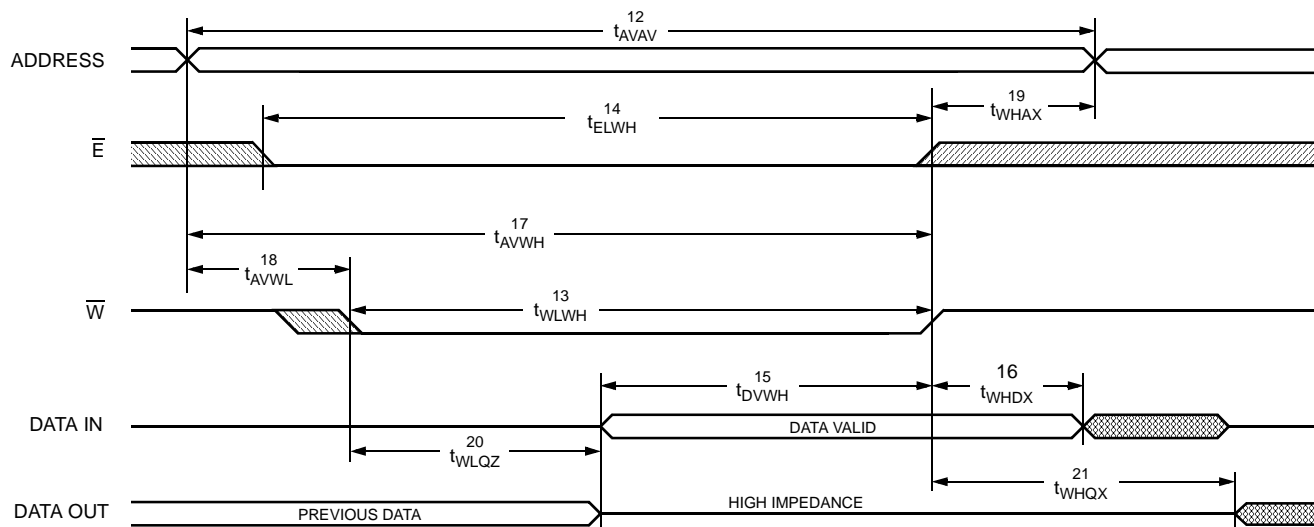 12
tAVAV
ADDRESS
19
tWHAX
14
tELWH
E
17
tAVWH
18
tAVWL
13
tWLWH
W
15
tDVWH
16
tWHDX
DATA IN
DATA VALID
20
tWLQZ
21
tWHQX
HIGH IMPEDANCE
DATA OUT
PREVIOUS DATA